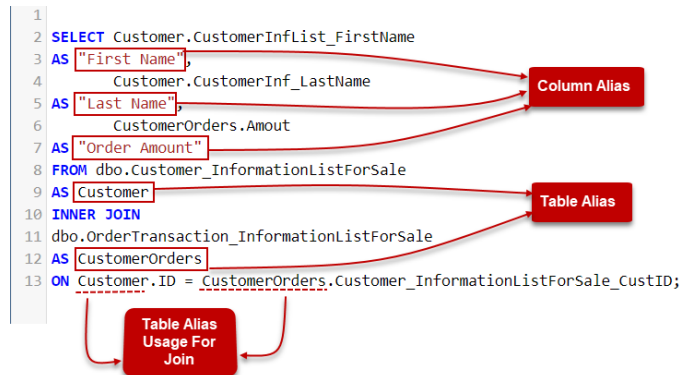 1
2 SELECT Customer.CustomerInfList_FirstName
3 AS "First Name",
4 Customer.CustomerInf_LastName
5 AS "Last Name",
6 CustomerOrders.Amout
7 AS "Order Amount"
8 FROM dbo.Customer_InformationListForSale
9 AS Customer
10 INNER JOIN
11 dbo.OrderTransaction_InformationListForSale
12 AS CustomerOrders
13 ON Customer.ID = CustomerOrders.Customer_InformationListForSale_CustID;
Column Alias
Table Alias
Table Alias
Usage For
Join